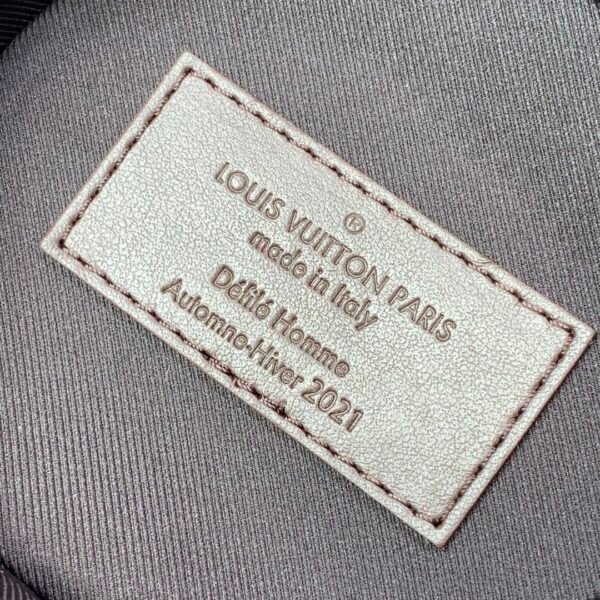 ®
LOUIS VUITTON PARIS
made in Italy
Défilé Homme
Automne-Hiver 2021